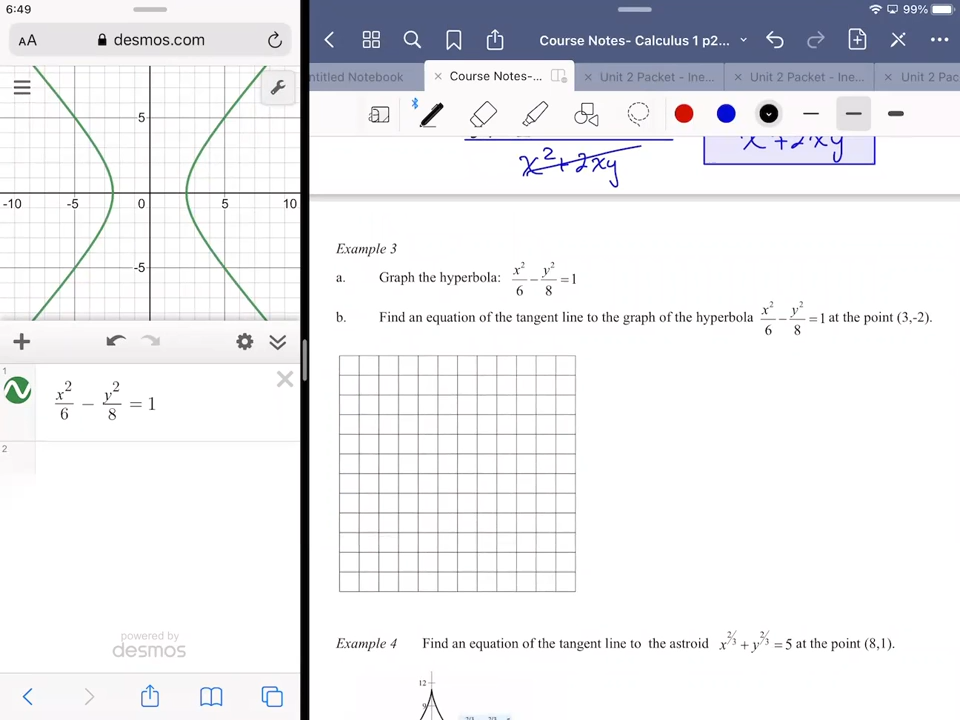 6:49
99%
AA desmos.com
Course Notes- Calculus 1 p2...
ntitled Notebook
× Course Notes-...
× Unit 2 Packet - Ine...
× Unit 2 Packet - Ine...
× Unit 2 Pac
5
-10 -5 0 5 10
-5
1
x²/6 − y²/8 = 1
2
powered by
desmos
x²+2xy
x²+2xy
Example 3
a. Graph the hyperbola: x²/6 − y²/8 = 1
b. Find an equation of the tangent line to the graph of the hyperbola x²/6 − y²/8 = 1 at the point (3,-2).
Example 4 Find an equation of the tangent line to the astroid x^2/3 + y^2/3 = 5 at the point (8,1).
12